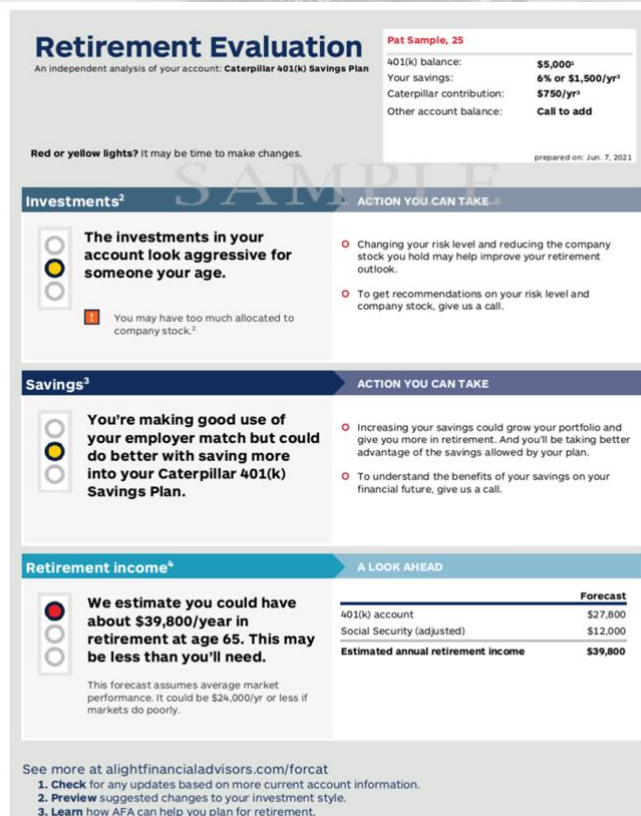 Retirement Evaluation
An independent analysis of your account: Caterpillar 401(k) Savings Plan
Pat Sample, 25
401(k) balance: $5,000¹
Your savings: 6% or $1,500/yr³
Caterpillar contribution: $750/yr³
Other account balance: Call to add
prepared on: Jun. 7, 2021
Red or yellow lights? It may be time to make changes.
SAMPLE
Investments²
The investments in your
account look aggressive for
someone your age.
!
You may have too much allocated to
company stock.²
ACTION YOU CAN TAKE
Changing your risk level and reducing the company
stock you hold may help improve your retirement
outlook.
To get recommendations on your risk level and
company stock, give us a call.
Savings³
You're making good use of
your employer match but could
do better with saving more
into your Caterpillar 401(k)
Savings Plan.
ACTION YOU CAN TAKE
Increasing your savings could grow your portfolio and
give you more in retirement. And you'll be taking better
advantage of the savings allowed by your plan.
To understand the benefits of your savings on your
financial future, give us a call.
Retirement income⁴
We estimate you could have
about $39,800/year in
retirement at age 65. This may
be less than you'll need.
This forecast assumes average market
performance. It could be $24,000/yr or less if
markets do poorly.
A LOOK AHEAD
Forecast
401(k) account $27,800
Social Security (adjusted) $12,000
Estimated annual retirement income $39,800
See more at alightfinancialadvisors.com/forcat
1. Check for any updates based on more current account information.
2. Preview suggested changes to your investment style.
3. Learn how AFA can help you plan for retirement.